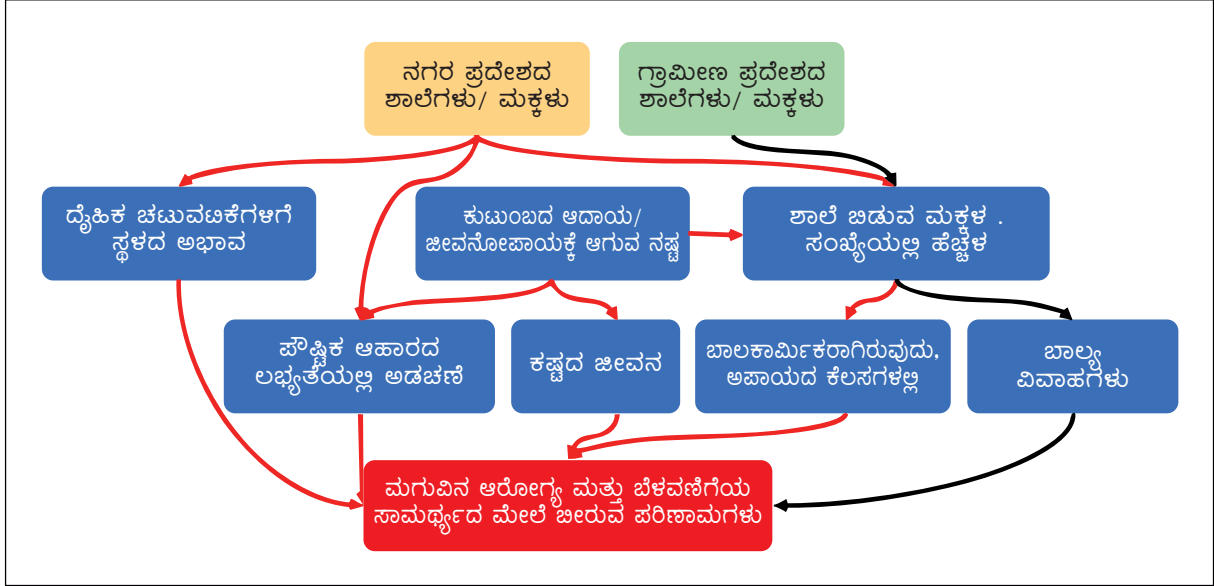 ನಗರ ಪ್ರದೇಶದ
ಶಾಲೆಗಳು/ ಮಕ್ಕಳು
ಗ್ರಾಮೀಣ ಪ್ರದೇಶದ
ಶಾಲೆಗಳು/ ಮಕ್ಕಳು
ದೈಹಿಕ ಚಟುವಟಿಕೆಗಳಿಗೆ
ಸ್ಥಳದ ಅಭಾವ
ಕುಟುಂಬದ ಆದಾಯ/
ಜೀವನೋಪಾಯಕ್ಕೆ ಆಗುವ ನಷ್ಟ
ಶಾಲೆ ಬಿಡುವ ಮಕ್ಕಳ .
ಸಂಖ್ಯೆಯಲ್ಲಿ ಹೆಚ್ಚಳ
ಪೌಷ್ಟಿಕ ಆಹಾರದ
ಲಭ್ಯತೆಯಲ್ಲಿ ಅಡಚಣೆ
ಕಷ್ಟದ ಜೀವನ
ಬಾಲಕಾರ್ಮಿಕರಾಗಿರುವುದು,
ಅಪಾಯದ ಕೆಲಸಗಳಲ್ಲಿ
ಬಾಲ್ಯ
ವಿವಾಹಗಳು
ಮಗುವಿನ ಆರೋಗ್ಯ ಮತ್ತು ಬೆಳವಣಿಗೆಯ
ಸಾಮರ್ಥ್ಯದ ಮೇಲೆ ಬೀರುವ ಪರಿಣಾಮಗಳು